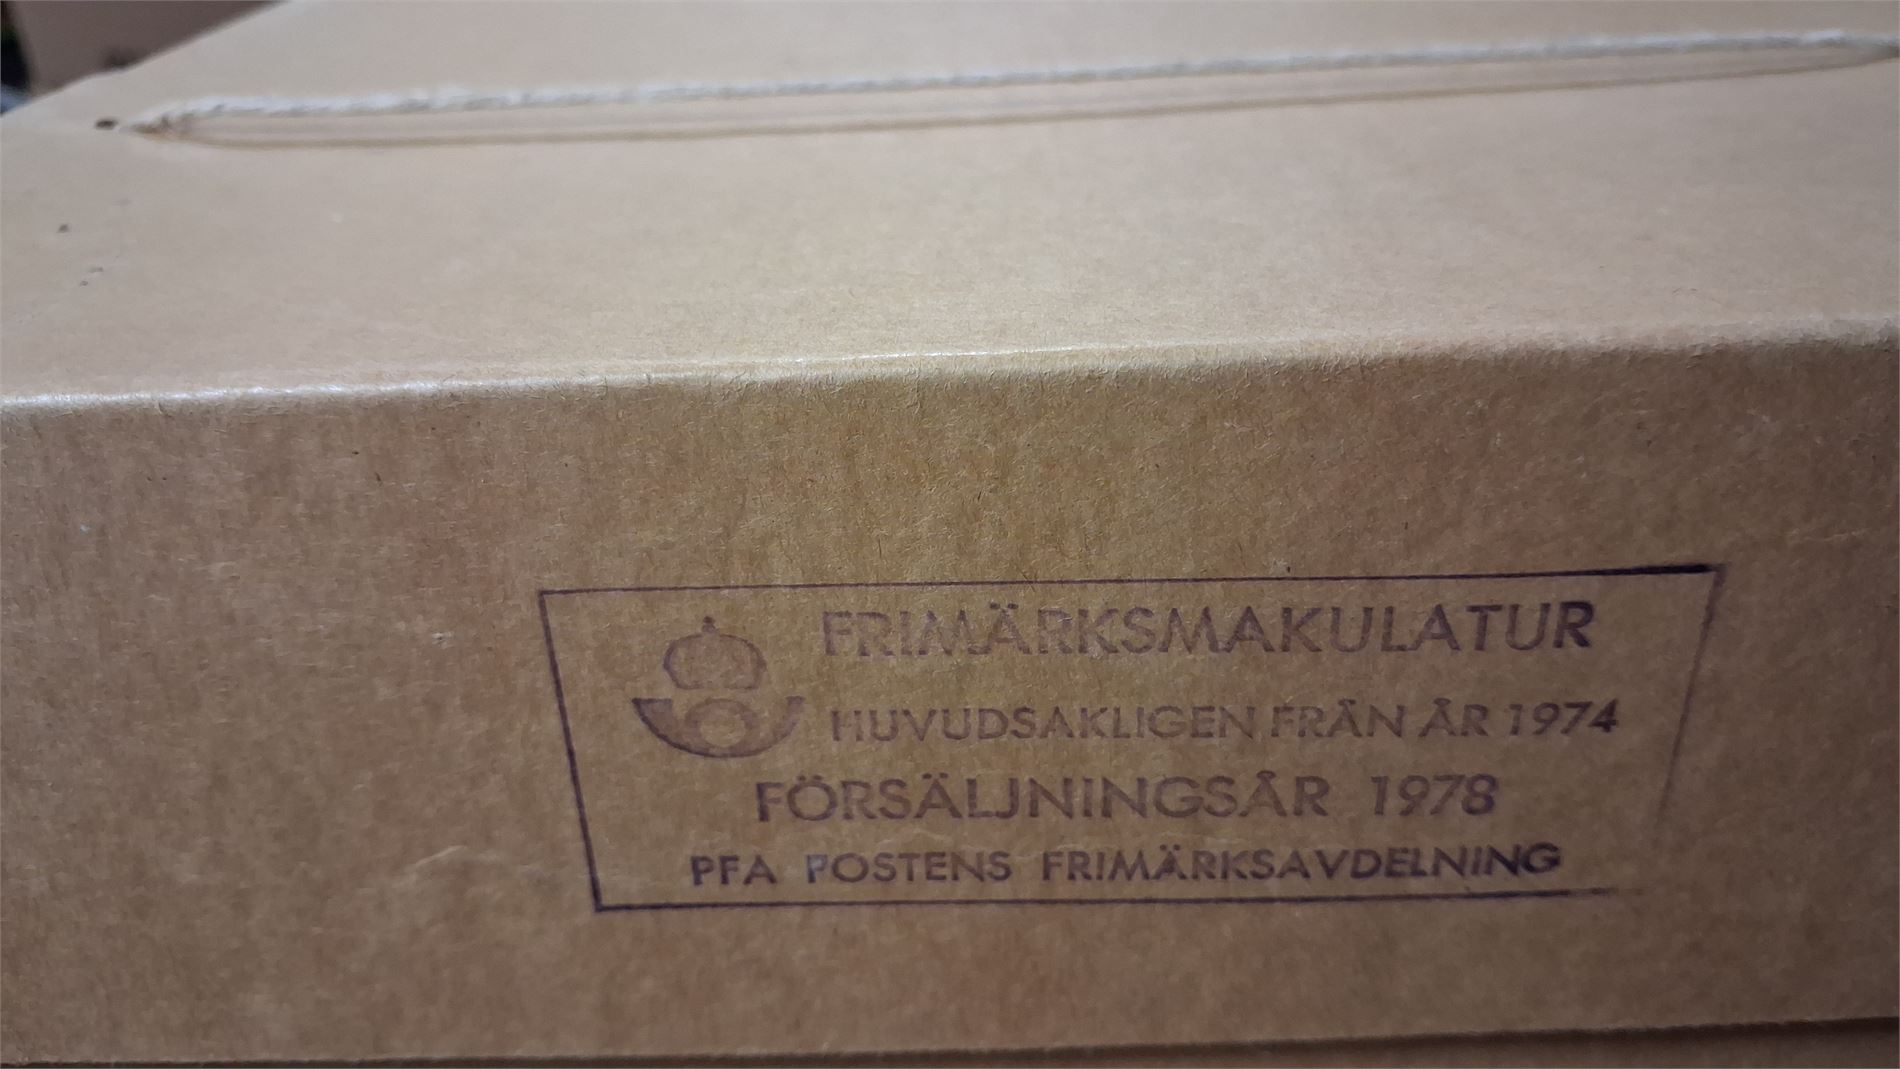 FRIMÄRKSMAKULATUR
HUVUDSAKLIGEN FRÅN ÅR 1974
FÖRSÄLJNINGSÅR 1978
PFA POSTENS FRIMÄRKSAVDELNING